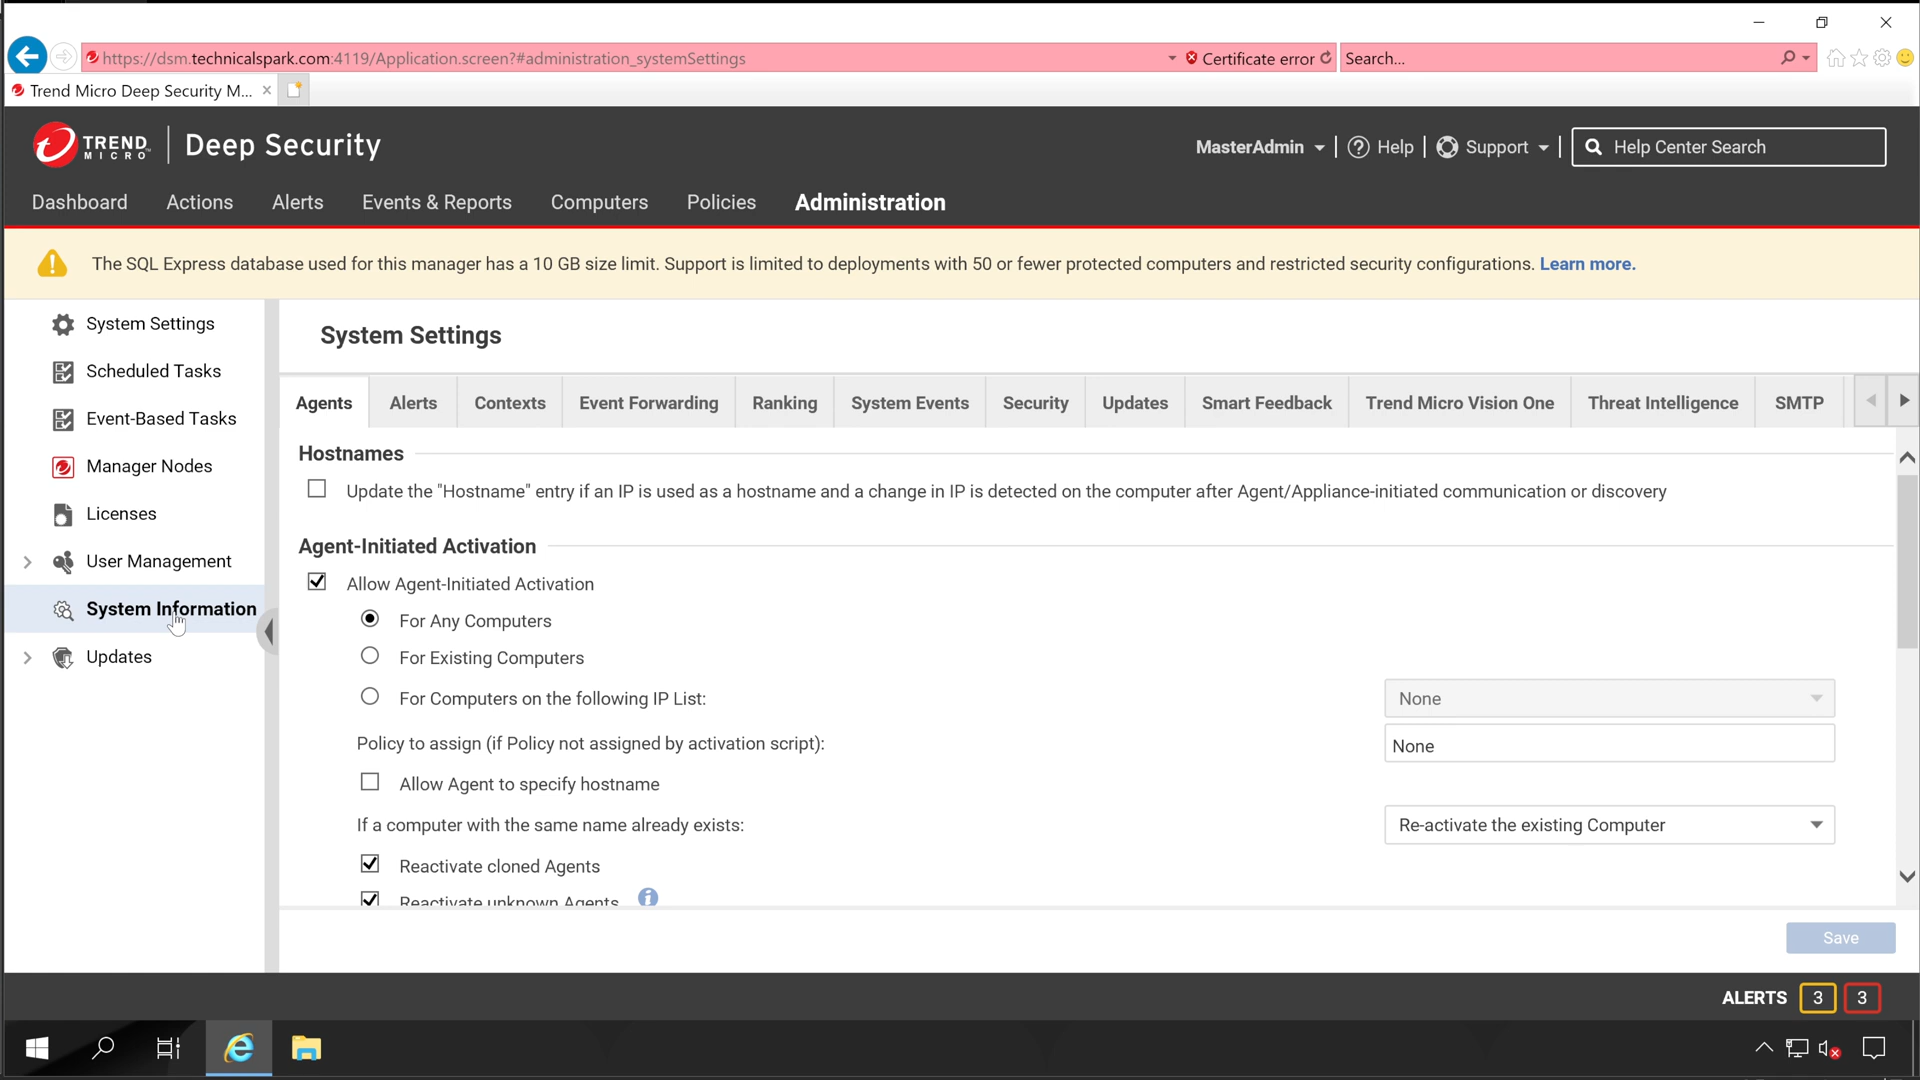 https://dsm.technicalspark.com:4119/Application.screen?#administration_systemSettings
Certificate error
Search...
Trend Micro Deep Security M...
TREND MICRO
Deep Security
MasterAdmin
Help
Support
Help Center Search
Dashboard
Actions
Alerts
Events & Reports
Computers
Policies
Administration
The SQL Express database used for this manager has a 10 GB size limit. Support is limited to deployments with 50 or fewer protected computers and restricted security configurations. Learn more.
System Settings
Scheduled Tasks
Event-Based Tasks
Manager Nodes
Licenses
User Management
System Information
Updates
System Settings
Agents
Alerts
Contexts
Event Forwarding
Ranking
System Events
Security
Updates
Smart Feedback
Trend Micro Vision One
Threat Intelligence
SMTP
Hostnames
Update the "Hostname" entry if an IP is used as a hostname and a change in IP is detected on the computer after Agent/Appliance-initiated communication or discovery
Agent-Initiated Activation
Allow Agent-Initiated Activation
For Any Computers
For Existing Computers
For Computers on the following IP List:
None
Policy to assign (if Policy not assigned by activation script):
None
Allow Agent to specify hostname
If a computer with the same name already exists:
Re-activate the existing Computer
Reactivate cloned Agents
Reactivate unknown Agents
Save
ALERTS
3
3